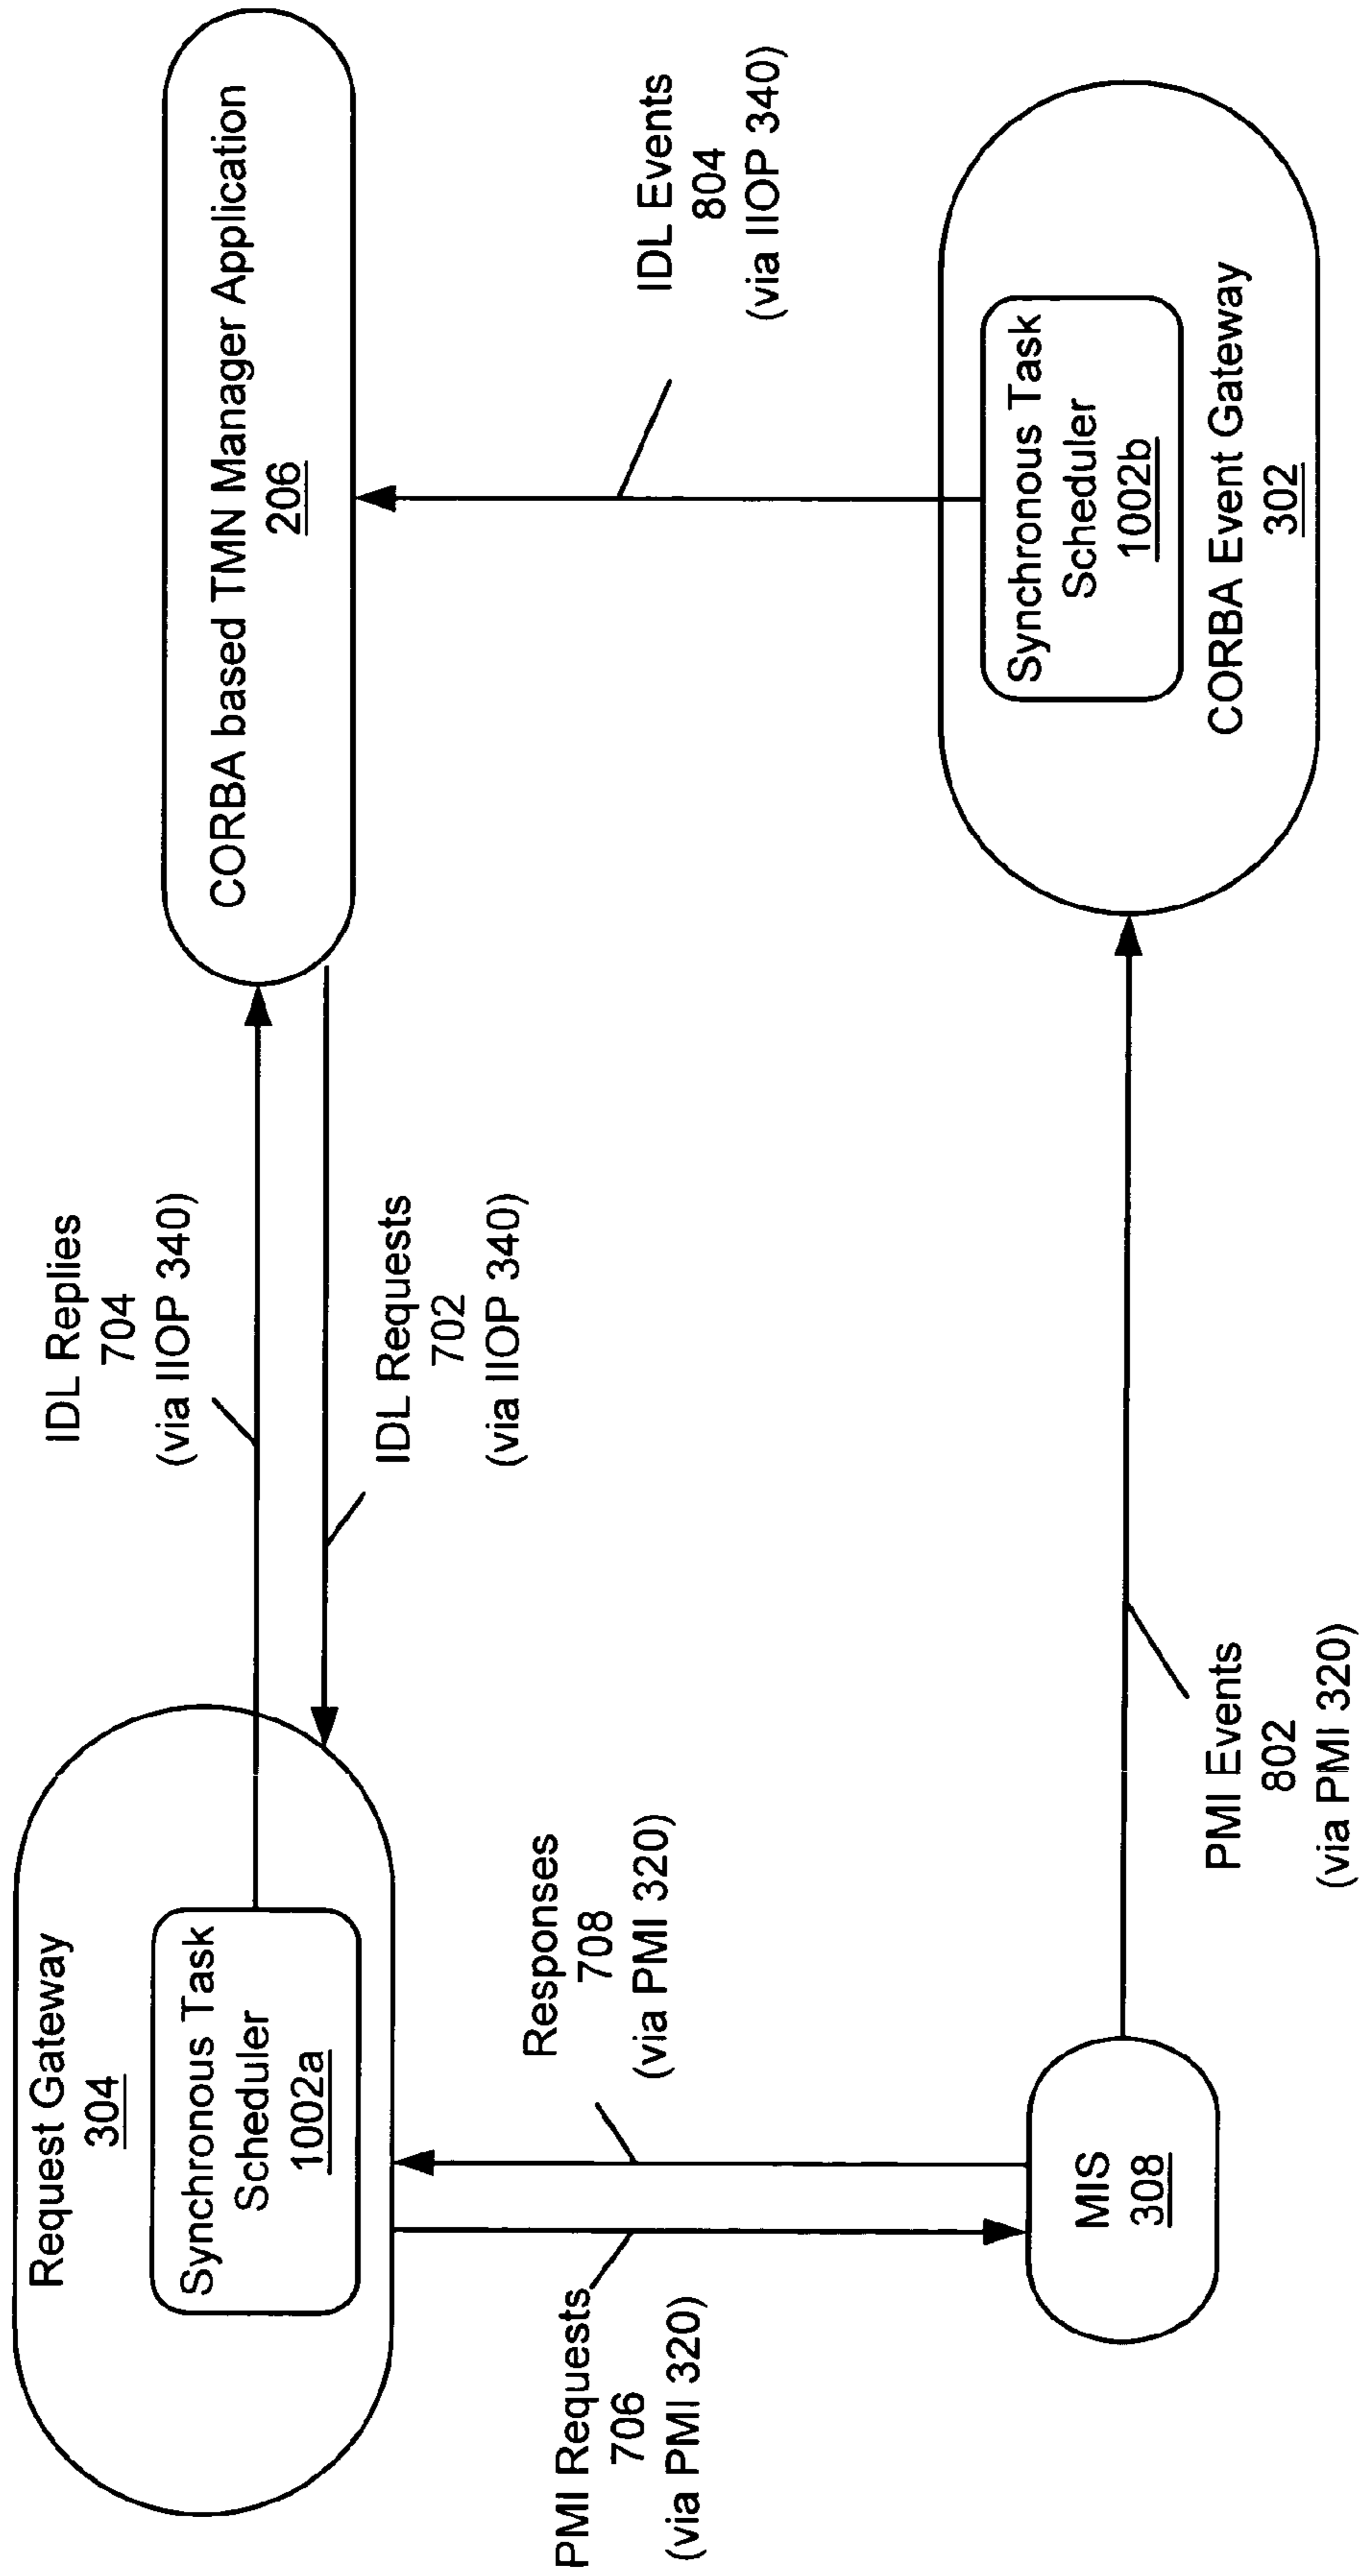 Request Gateway
304
Synchronous Task
Scheduler
1002a
IDL Replies
704
(via IIOP 340)
IDL Requests
702
(via IIOP 340)
CORBA based TMN Manager Application
206
PMI Requests
706
(via PMI 320)
Responses
708
(via PMI 320)
IDL Events
804
(via IIOP 340)
MIS
308
PMI Events
802
(via PMI 320)
Synchronous Task
Scheduler
1002b
CORBA Event Gateway
302